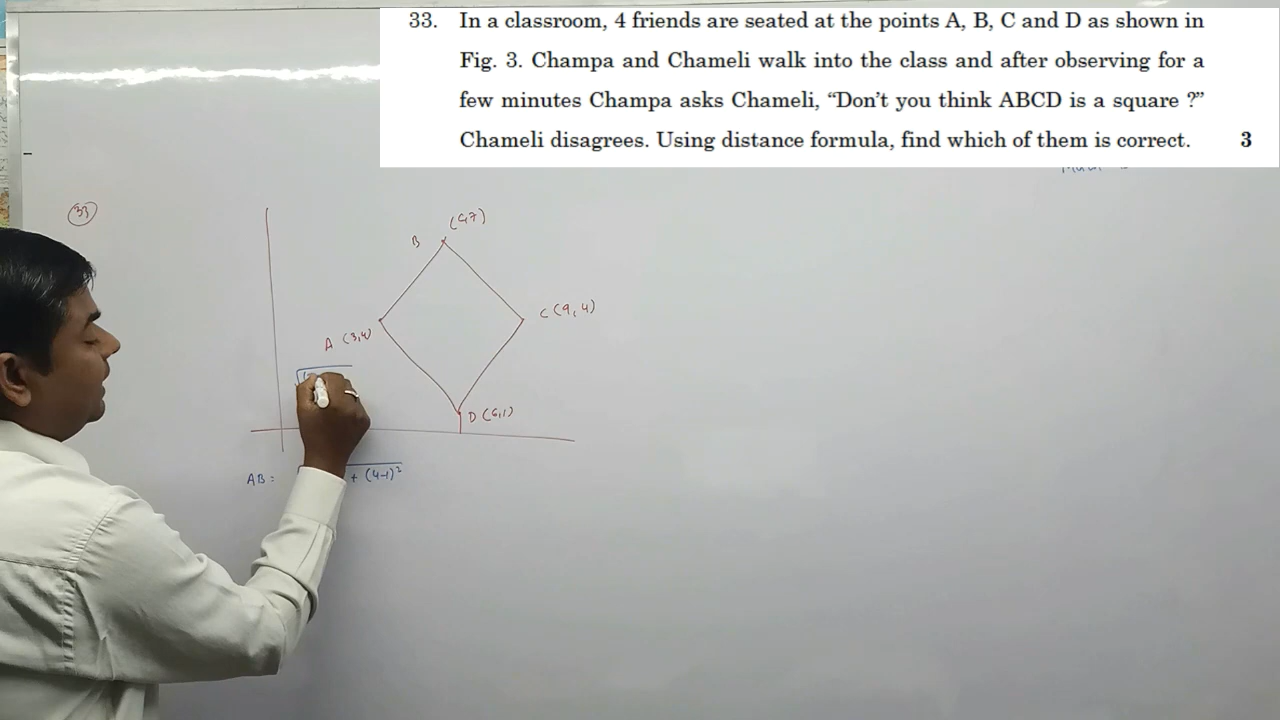 33. In a classroom, 4 friends are seated at the points A, B, C and D as shown in
Fig. 3. Champa and Chameli walk into the class and after observing for a
few minutes Champa asks Chameli, “Don’t you think ABCD is a square ?”
Chameli disagrees. Using distance formula, find which of them is correct. 3
33
B
C (9, 4)
A (3,4)
D (6,1)
AB = + (4-1)²